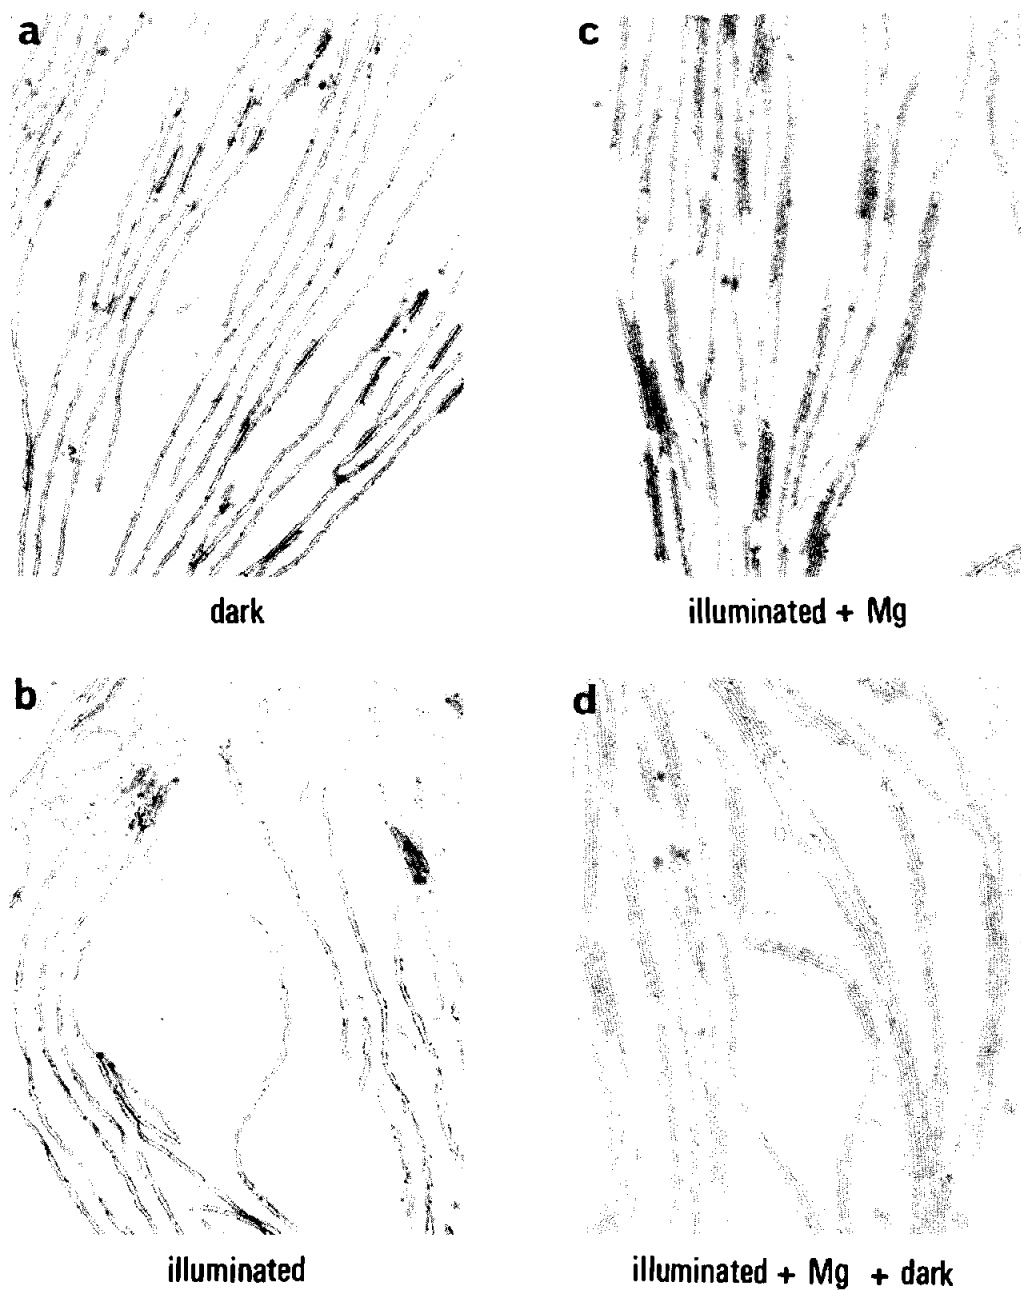 a
dark
c
illuminated + Mg
b
illuminated
d
illuminated + Mg + dark